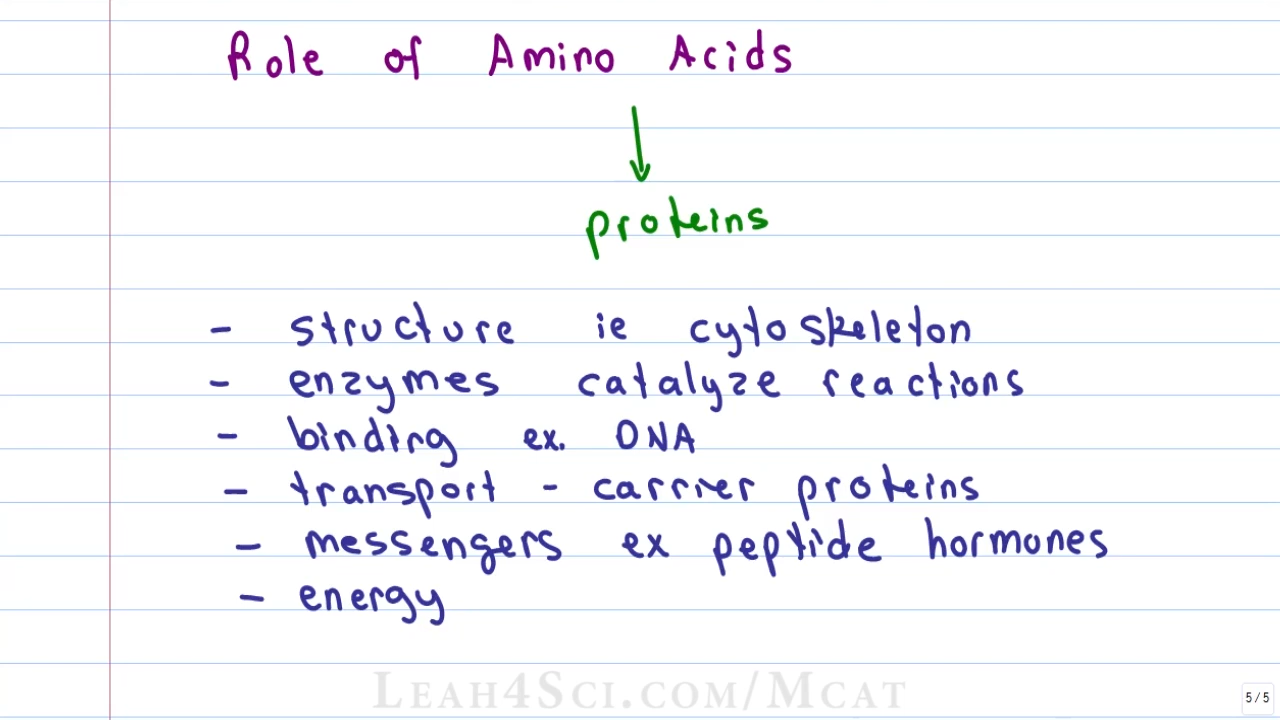 Role of Amino Acids
proteins
- structure ie cytoskeleton
- enzymes catalyze reactions
- binding ex. DNA
- transport - carrier proteins
- messengers ex peptide hormones
- energy
LEAH4SCI.COM/MCAT
5/5